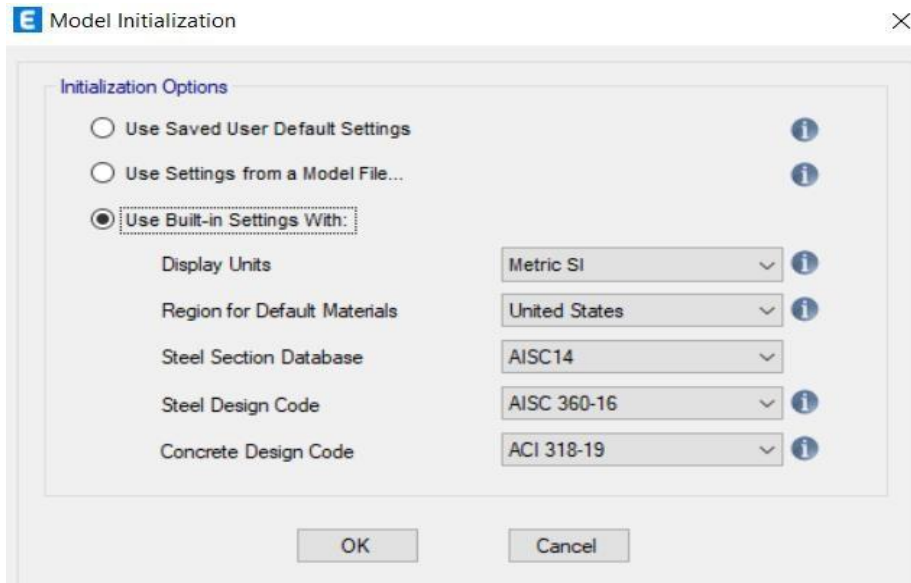 E Model Initialization
Initialization Options
Use Saved User Default Settings
Use Settings from a Model File...
Use Built-in Settings With:
Display Units Metric SI
Region for Default Materials United States
Steel Section Database AISC14
Steel Design Code AISC 360-16
Concrete Design Code ACI 318-19
OK Cancel